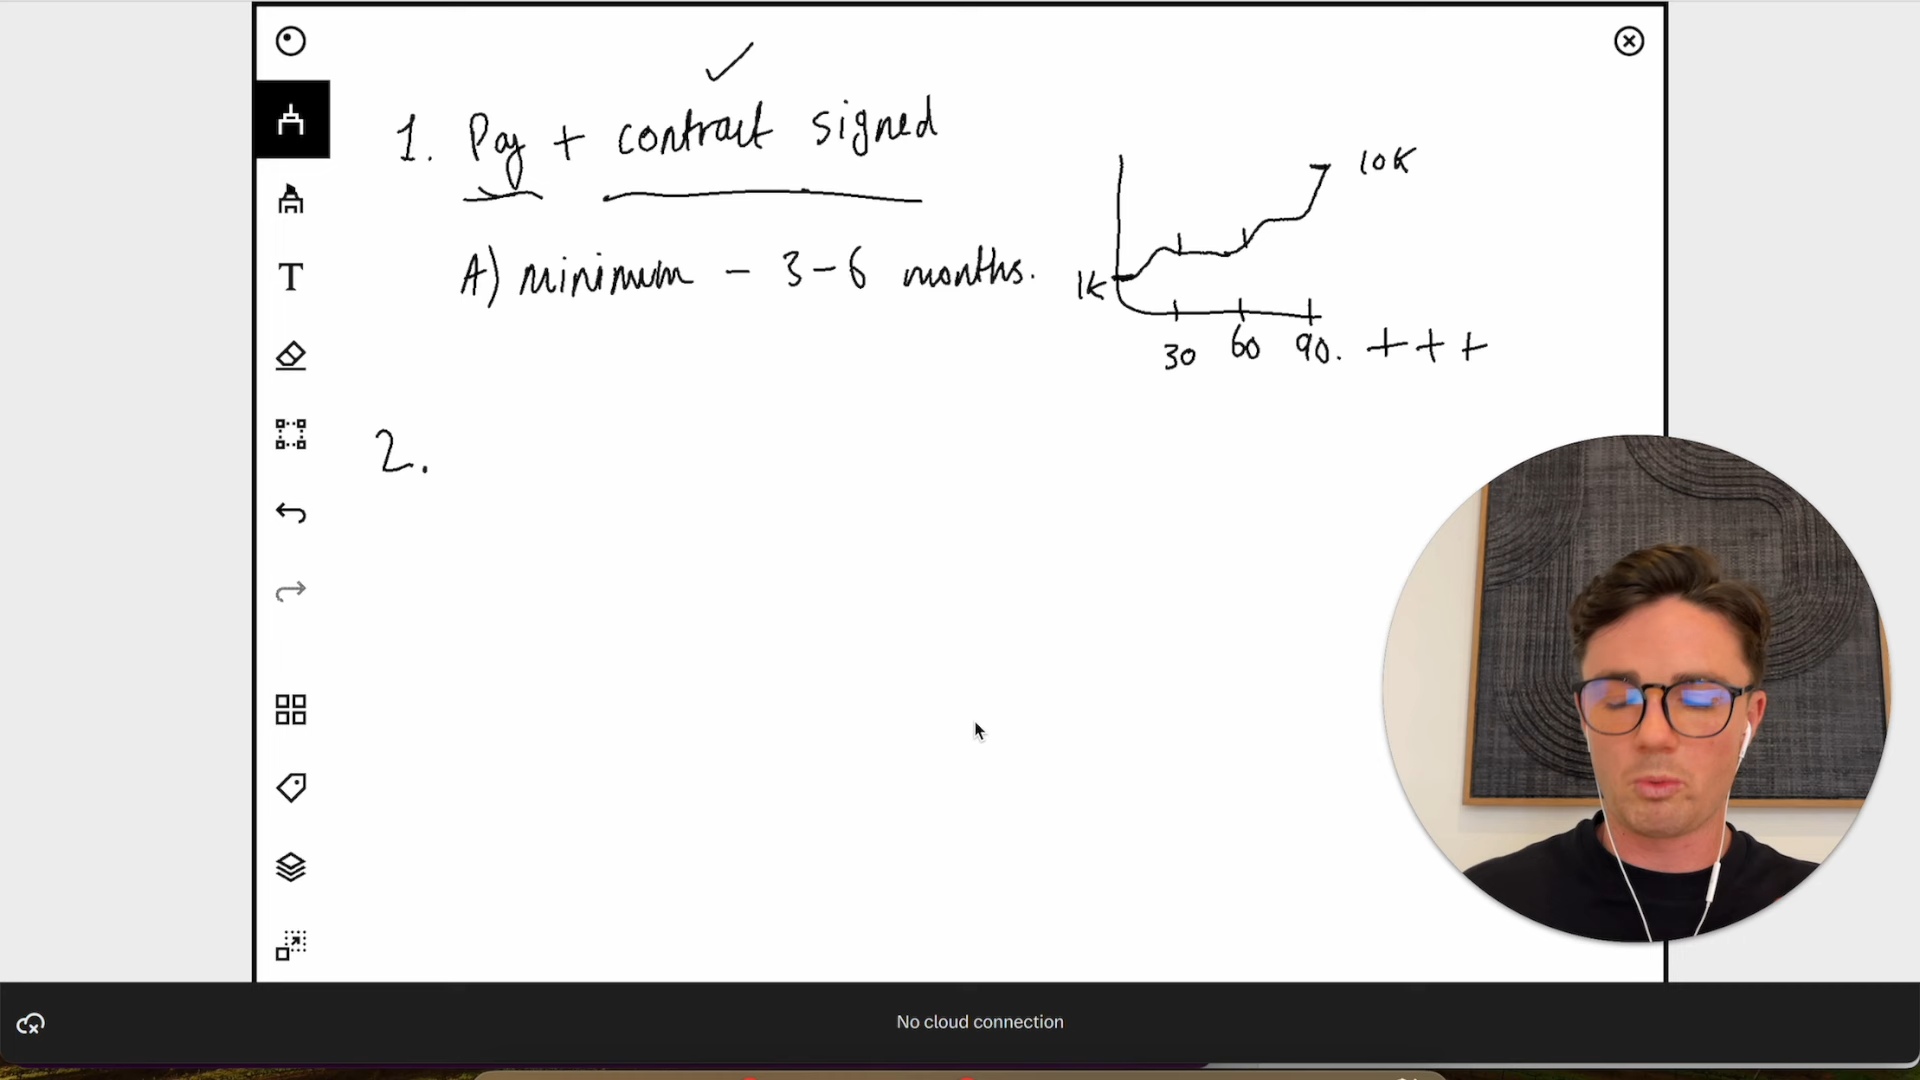 1. Pay + contract signed
A) minimum - 3-6 months.
10K
1K
30 60 90. + + +
2.
T
No cloud connection